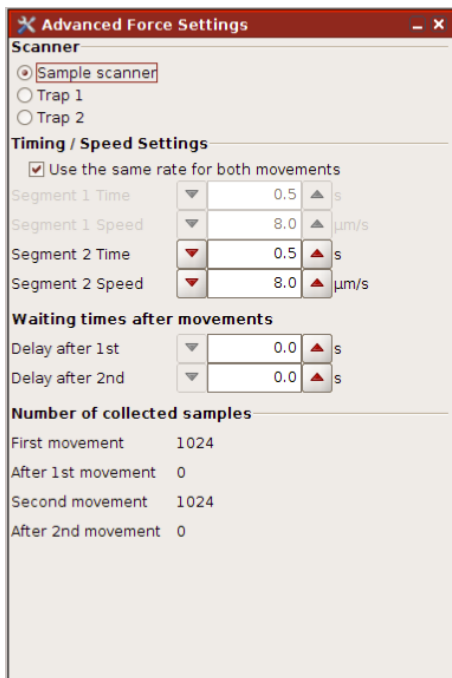 Advanced Force Settings
Scanner
Sample scanner
Trap 1
Trap 2
Timing / Speed Settings
Use the same rate for both movements
Segment 1 Time 0.5 s
Segment 1 Speed 8.0 μm/s
Segment 2 Time 0.5 s
Segment 2 Speed 8.0 μm/s
Waiting times after movements
Delay after 1st 0.0 s
Delay after 2nd 0.0 s
Number of collected samples
First movement 1024
After 1st movement 0
Second movement 1024
After 2nd movement 0